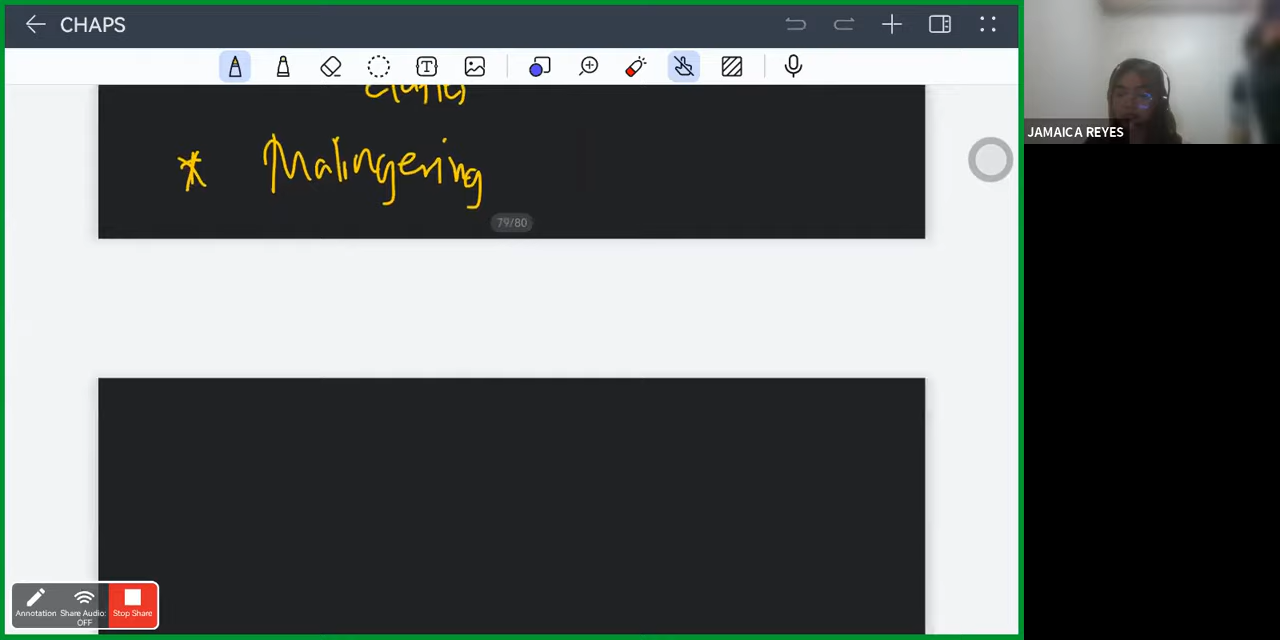 CHAPS
JAMAICA REYES
* Malingering
79/80
Annotation
Share Audio: OFF
Stop Share